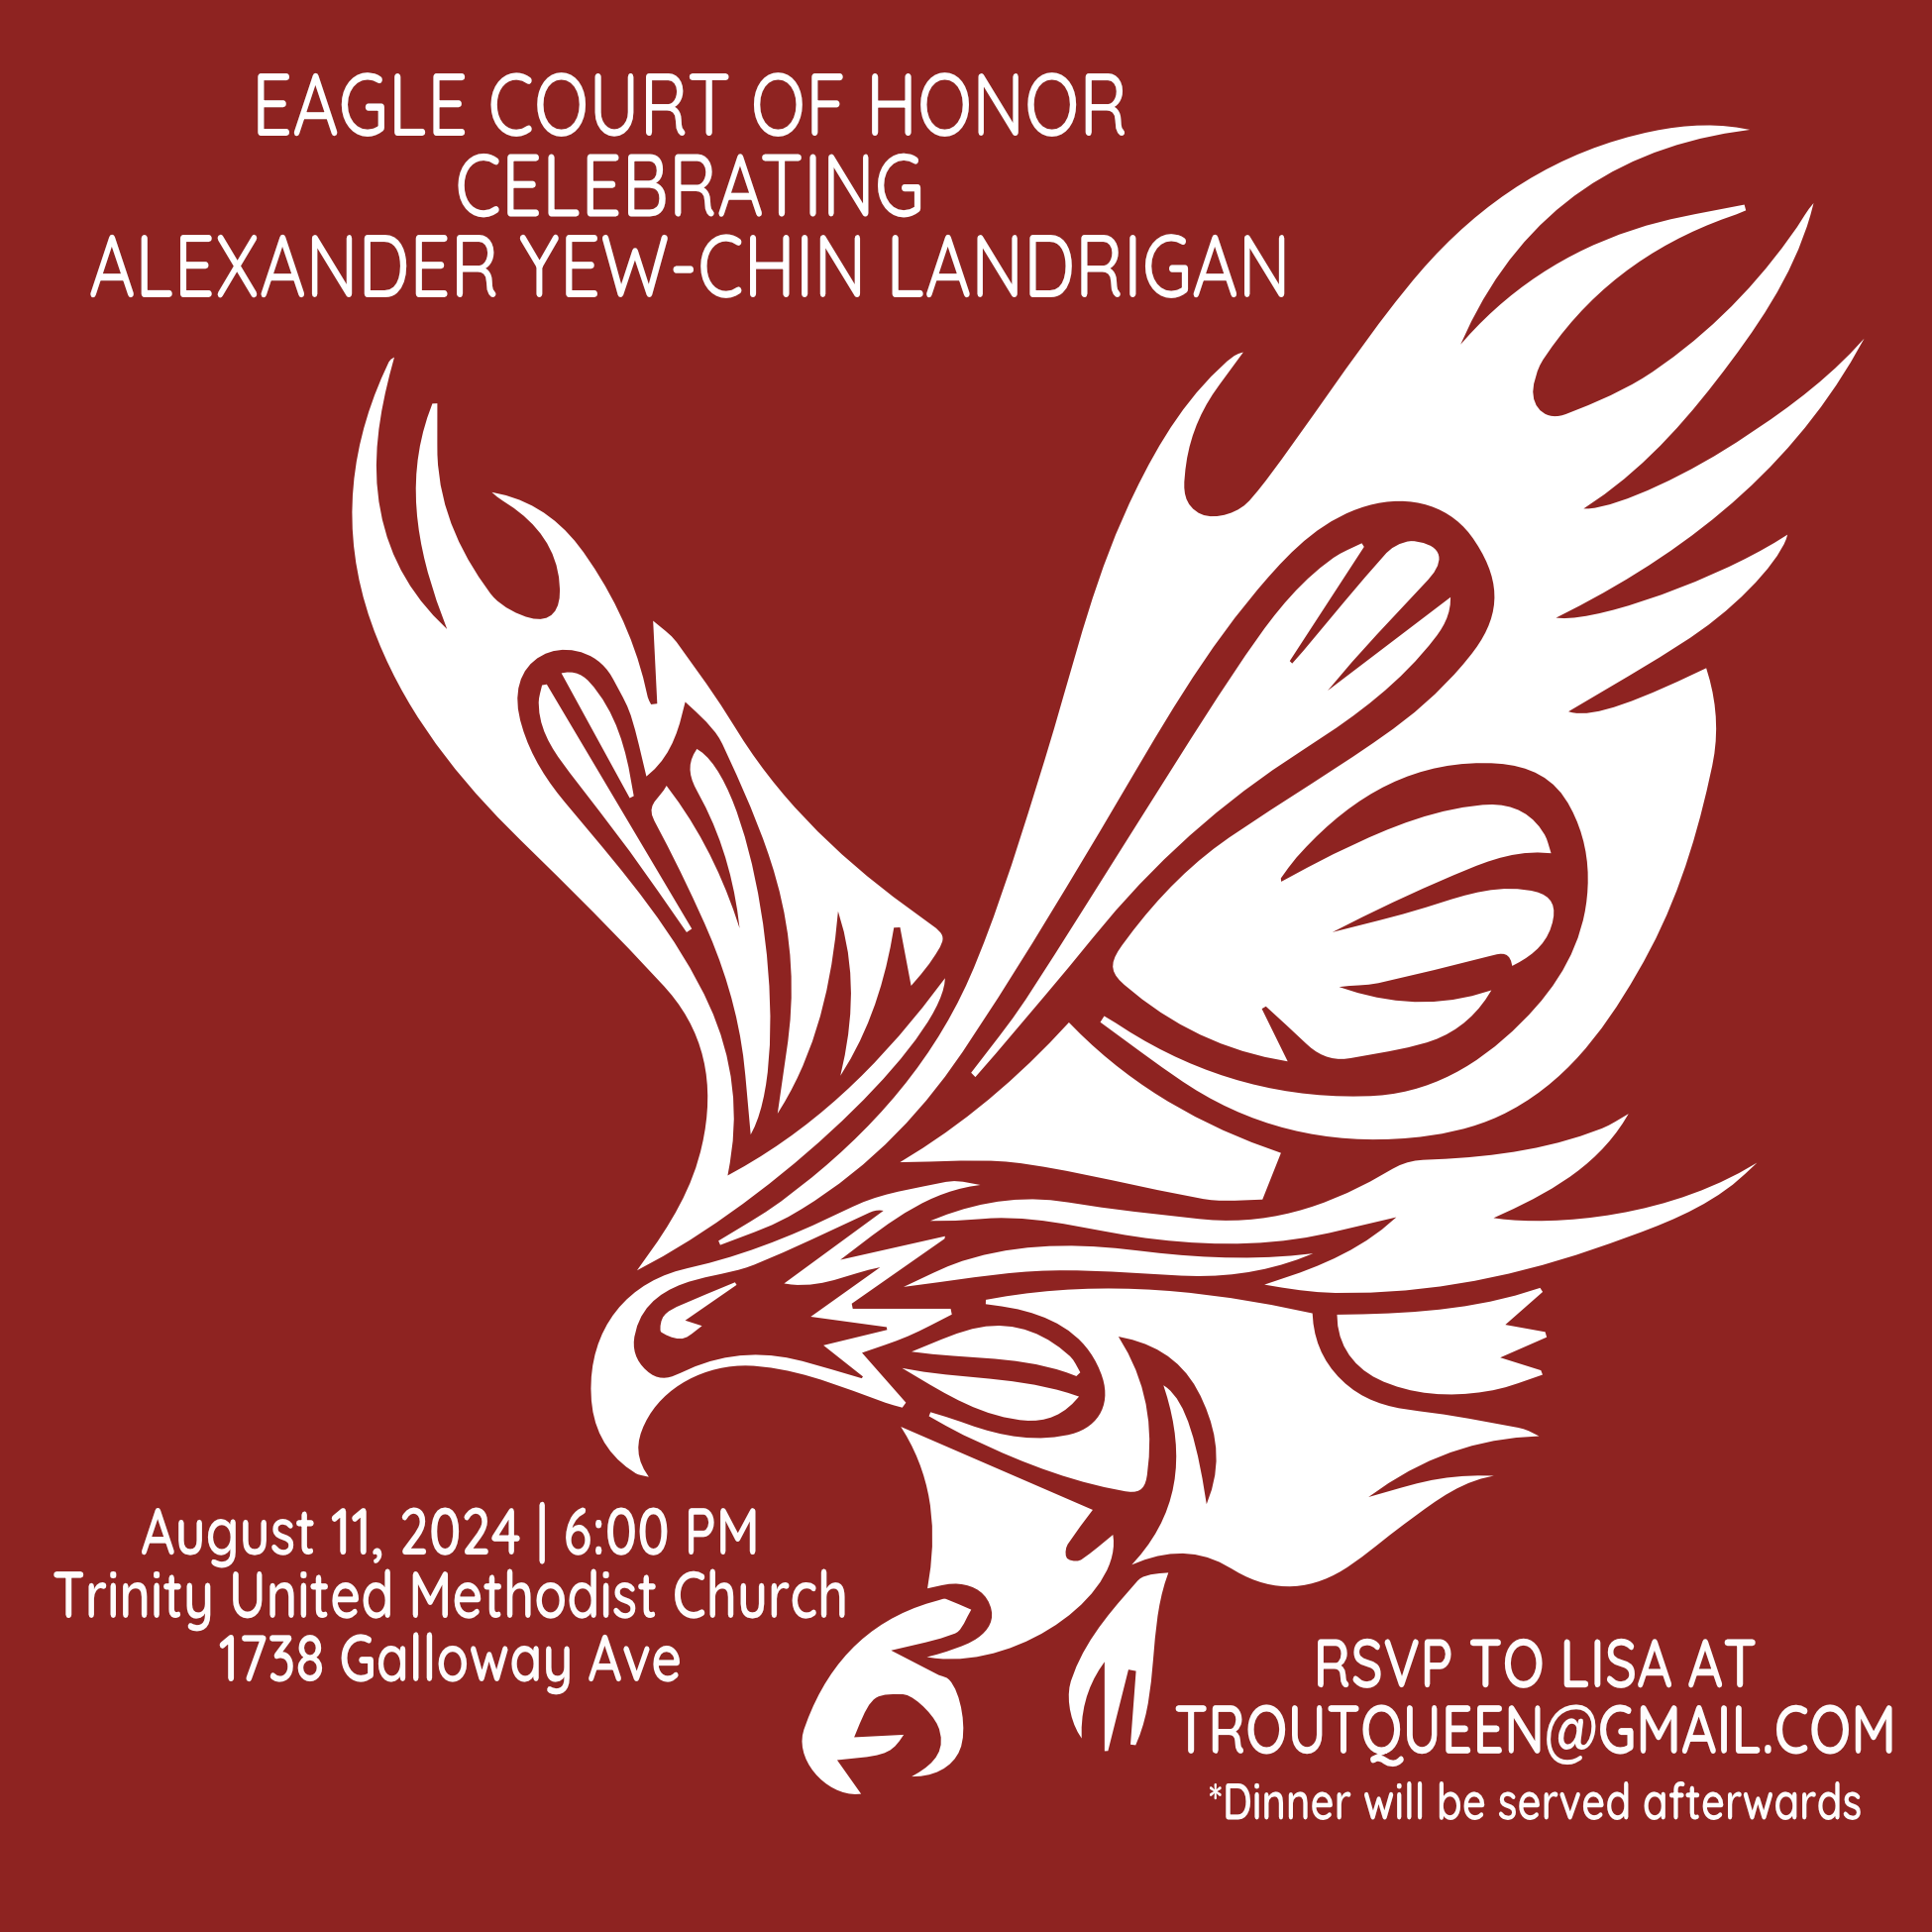 EAGLE COURT OF HONOR
CELEBRATING
ALEXANDER YEW-CHIN LANDRIGAN
August 11, 2024 | 6:00 PM
Trinity United Methodist Church
1738 Galloway Ave
RSVP TO LISA AT
TROUTQUEEN@GMAIL.COM
*Dinner will be served afterwards